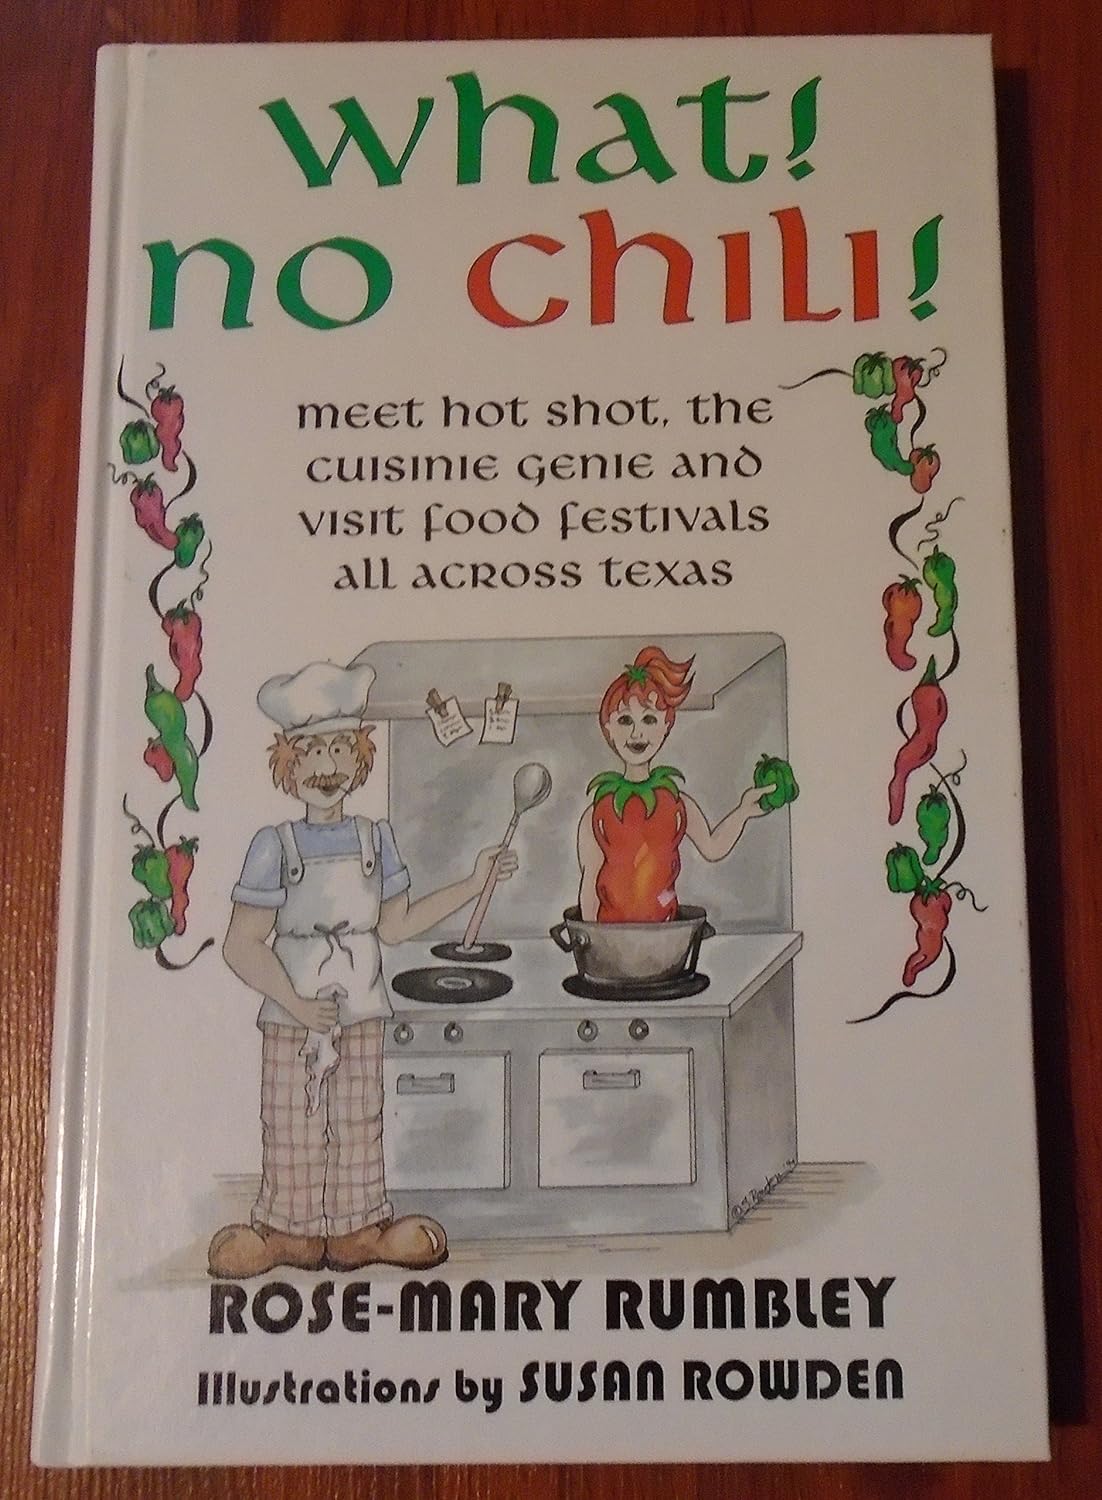 What!
no chili!
meet hot shot, the
cuisinie genie and
visit food festivals
all across texas
ROSE-MARY RUMBLEY
Illustrations by SUSAN ROWDEN